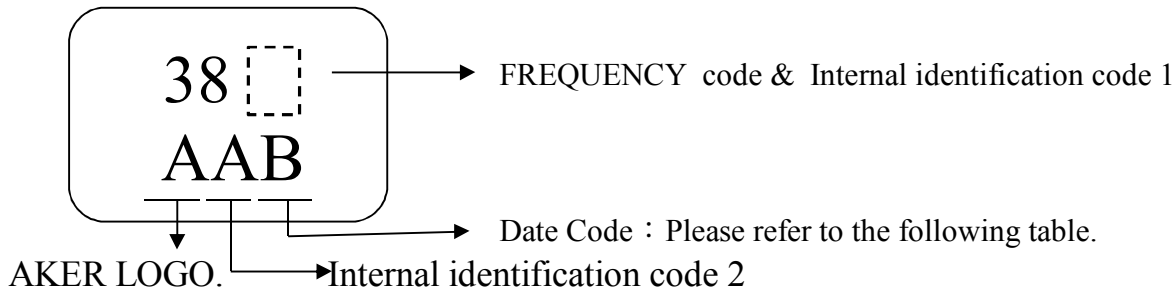 38
FREQUENCY code & Internal identification code 1
AAB
Date Code：Please refer to the following table.
AKER LOGO.
Internal identification code 2